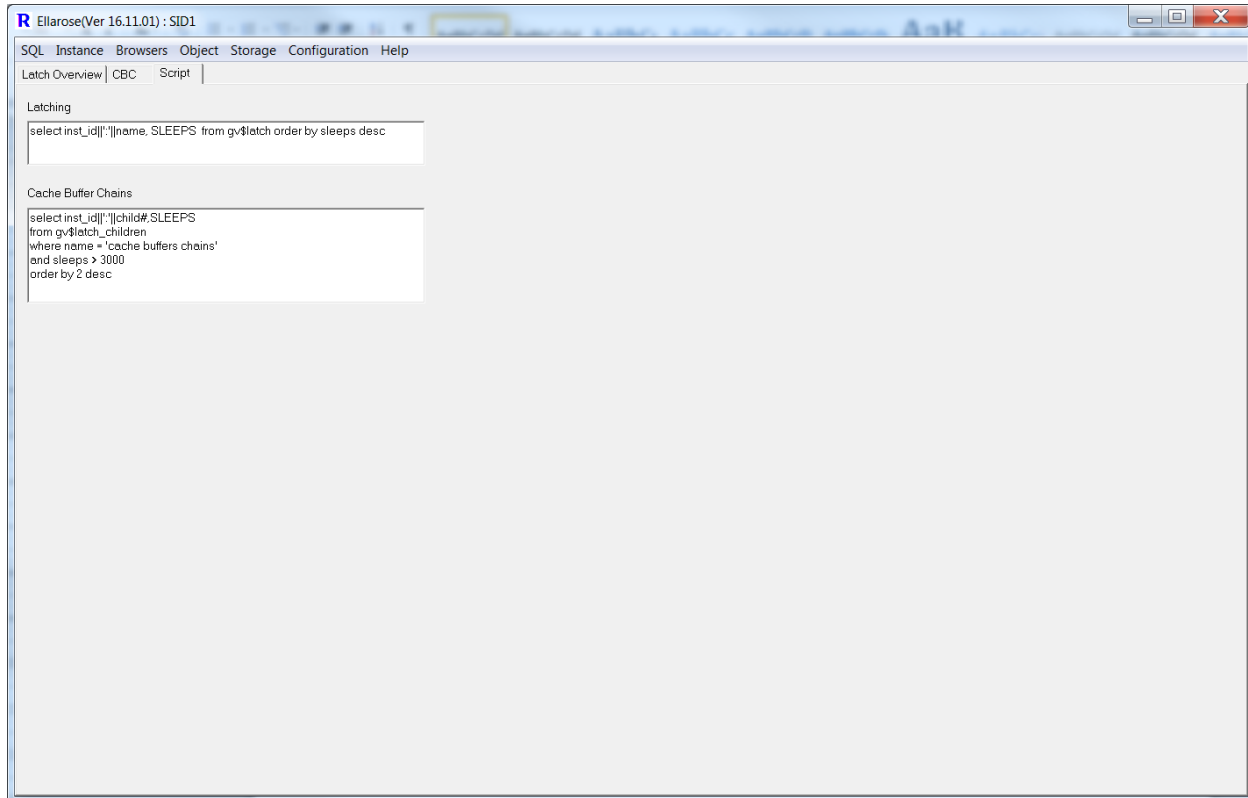 R Ellarose(Ver 16.11.01) : SID1
SQL Instance Browsers Object Storage Configuration Help
Latch Overview CBC Script
Latching
select inst_id||':'||name, SLEEPS from gv$latch order by sleeps desc
Cache Buffer Chains
select inst_id||':'||child#,SLEEPS
from gv$latch_children
where name = 'cache buffers chains'
and sleeps > 3000
order by 2 desc